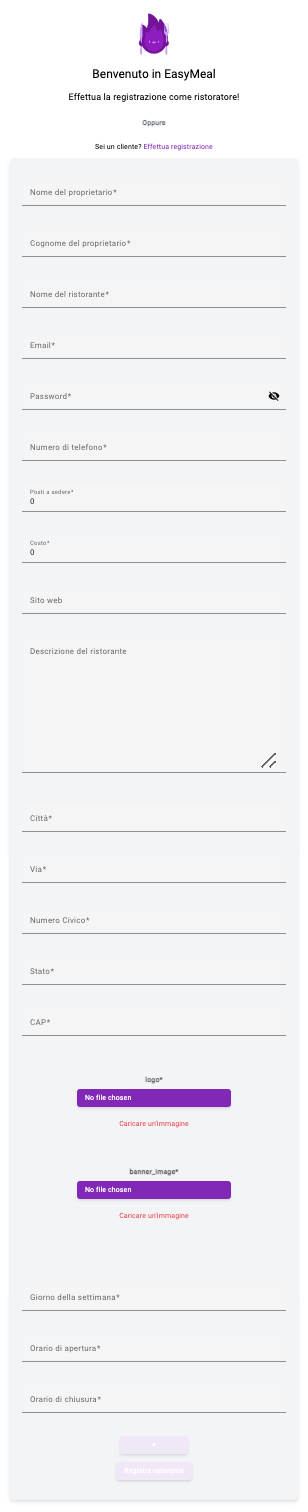 Benvenuto in EasyMeal
Effettua la registrazione come ristoratore!
Oppure
Sei un cliente? Effettua registrazione
Nome del proprietario*
Cognome del proprietario*
Nome del ristorante*
Email*
Password*
Numero di telefono*
Posti a sedere*
0
Costo*
0
Sito web
Descrizione del ristorante
Città*
Via*
Numero Civico*
Stato*
CAP*
logo*
No file chosen
Caricare un'immagine
banner_image*
No file chosen
Caricare un'immagine
Giorno della settimana*
Orario di apertura*
Orario di chiusura*
+
Registra ristorante